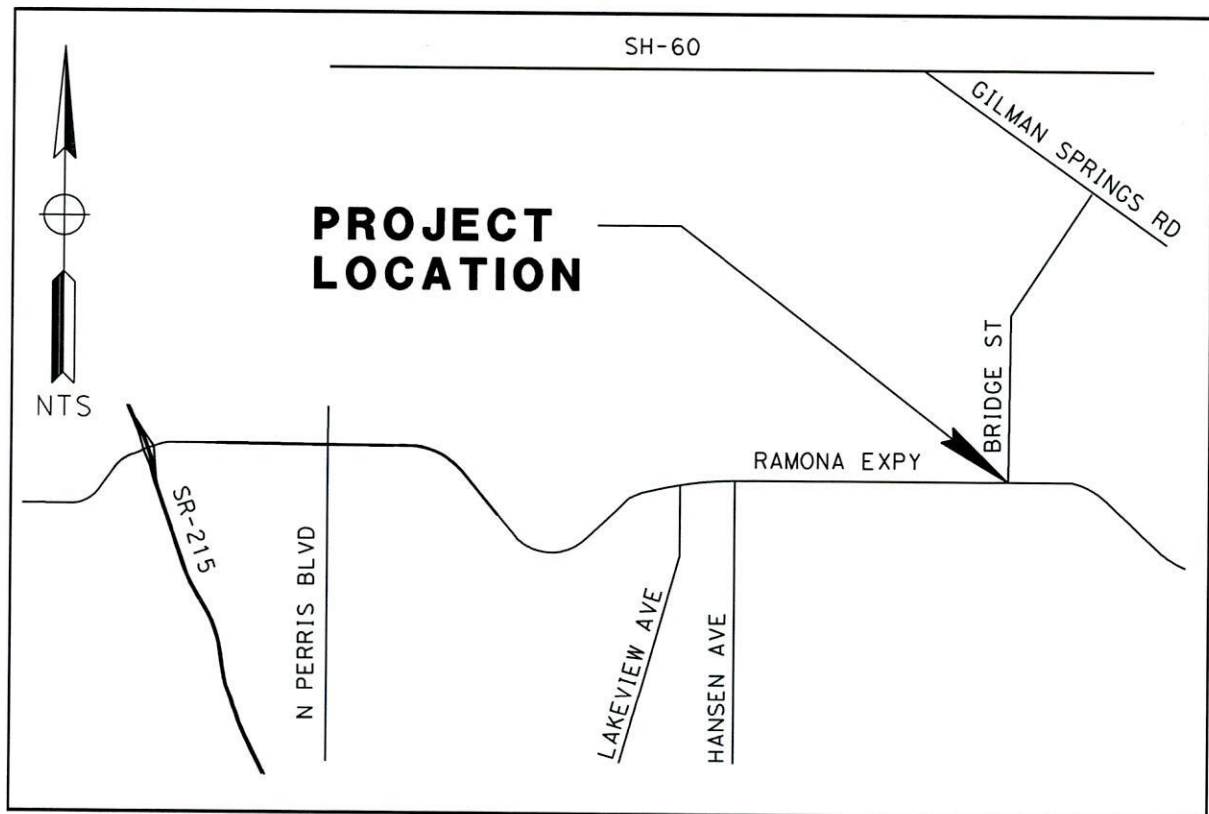 SH-60
GILMAN SPRINGS RD
PROJECT
LOCATION
BRIDGE ST
NTS
RAMONA EXPY
SR-215
N PERRIS BLVD
LAKEVIEW AVE
HANSEN AVE